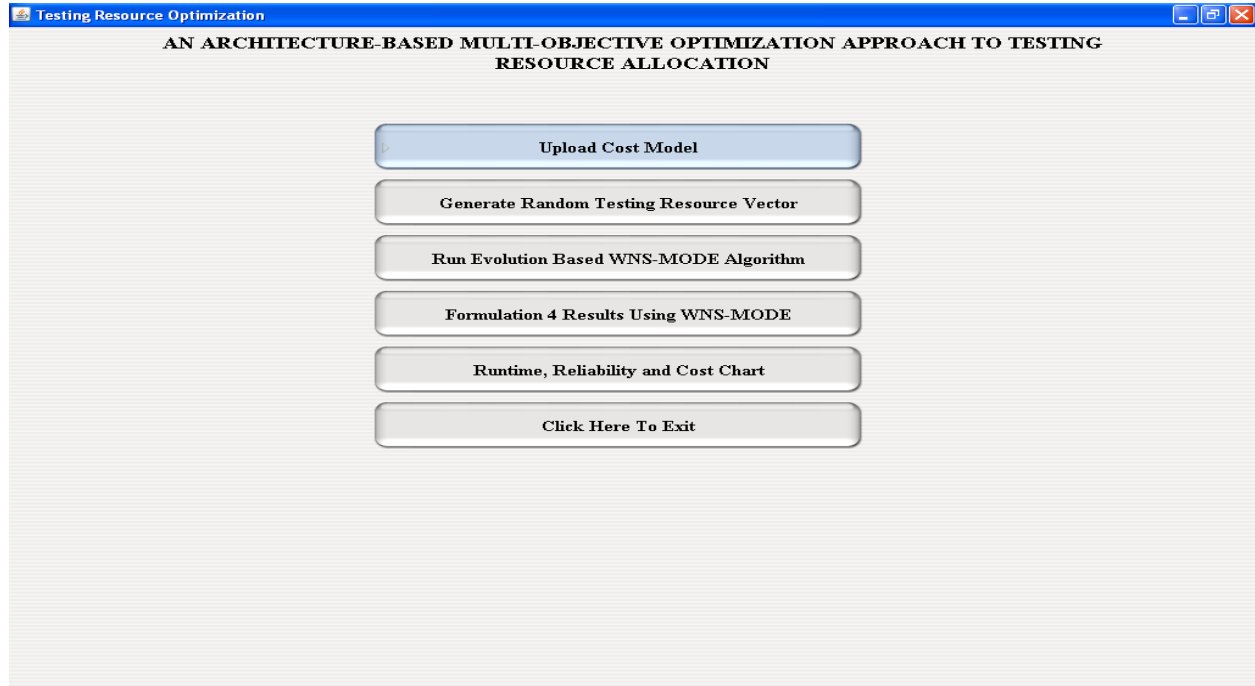 Testing Resource Optimization
AN ARCHITECTURE-BASED MULTI-OBJECTIVE OPTIMIZATION APPROACH TO TESTING
RESOURCE ALLOCATION
Upload Cost Model
Generate Random Testing Resource Vector
Run Evolution Based WNS-MODE Algorithm
Formulation 4 Results Using WNS-MODE
Runtime, Reliability and Cost Chart
Click Here To Exit